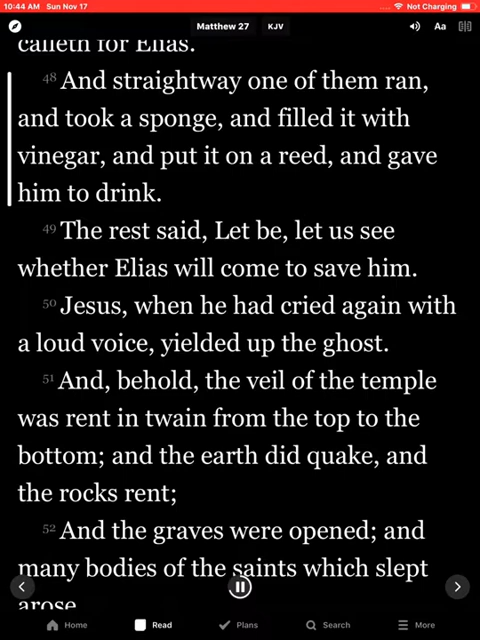 10:44 AM Sun Nov 17 Not Charging
Matthew 27 KJV Aa
calleth for Elias.
48 And straightway one of them ran,
and took a sponge, and filled it with
vinegar, and put it on a reed, and gave
him to drink.
49 The rest said, Let be, let us see
whether Elias will come to save him.
50 Jesus, when he had cried again with
a loud voice, yielded up the ghost.
51 And, behold, the veil of the temple
was rent in twain from the top to the
bottom; and the earth did quake, and
the rocks rent;
52 And the graves were opened; and
many bodies of the saints which slept
arose
Home Read Plans Search More